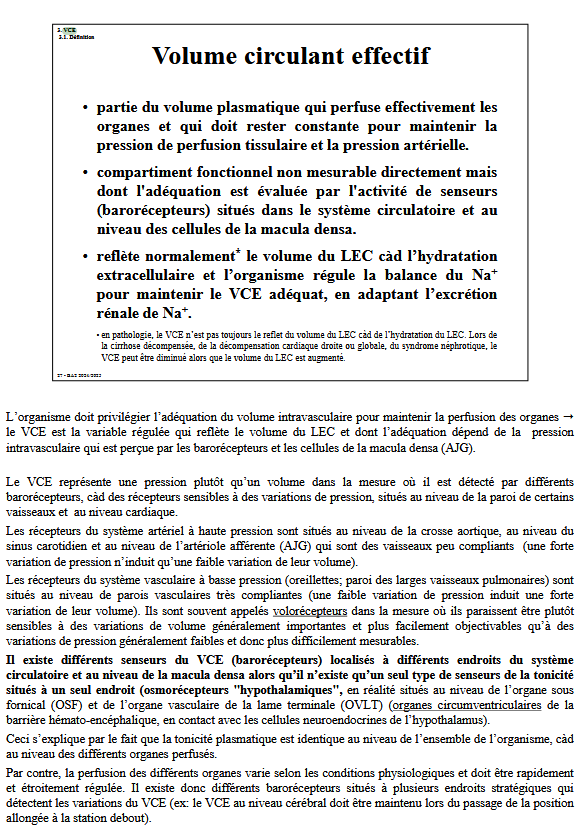 3. VCE
3.1. Définition
Volume circulant effectif
• partie du volume plasmatique qui perfuse effectivement les
organes et qui doit rester constante pour maintenir la
pression de perfusion tissulaire et la pression artérielle.
• compartiment fonctionnel non mesurable directement mais
dont l'adéquation est évaluée par l'activité de senseurs
(barorécepteurs) situés dans le système circulatoire et au
niveau des cellules de la macula densa.
• reflète normalement* le volume du LEC càd l’hydratation
extracellulaire et l’organisme régule la balance du Na+
pour maintenir le VCE adéquat, en adaptant l’excrétion
rénale de Na+.
• en pathologie, le VCE n’est pas toujours le reflet du volume du LEC càd de l’hydratation du LEC. Lors de
la cirrhose décompensée, de la décompensation cardiaque droite ou globale, du syndrome néphrotique, le
VCE peut être diminué alors que le volume du LEC est augmenté.
L’organisme doit privilégier l’adéquation du volume intravasculaire pour maintenir la perfusion des organes →
le VCE est la variable régulée qui reflète le volume du LEC et dont l’adéquation dépend de la pression
intravasculaire qui est perçue par les barorécepteurs et les cellules de la macula densa (AJG).
Le VCE représente une pression plutôt qu’un volume dans la mesure où il est détecté par différents
barorécepteurs, càd des récepteurs sensibles à des variations de pression, situés au niveau de la paroi de certains
vaisseaux et au niveau cardiaque.
Les récepteurs du système artériel à haute pression sont situés au niveau de la crosse aortique, au niveau du
sinus carotidien et au niveau de l’artériole afférente (AJG) qui sont des vaisseaux peu compliants (une forte
variation de pression n’induit qu’une faible variation de leur volume).
Les récepteurs du système vasculaire à basse pression (oreillettes; paroi des larges vaisseaux pulmonaires) sont
situés au niveau de parois vasculaires très compliantes (une faible variation de pression induit une forte
variation de leur volume). Ils sont souvent appelés volorécepteurs dans la mesure où ils paraissent être plutôt
sensibles à des variations de volume généralement importantes et plus facilement objectivables qu’à des
variations de pression généralement faibles et donc plus difficilement mesurables.
Il existe différents senseurs du VCE (barorécepteurs) localisés à différents endroits du système
circulatoire et au niveau de la macula densa alors qu’il n’existe qu’un seul type de senseurs de la tonicité
situés à un seul endroit (osmorécepteurs "hypothalamiques", en réalité situés au niveau de l’organe sous
fornical (OSF) et de l’organe vasculaire de la lame terminale (OVLT) (organes circumventriculaires de la
barrière hémato-encéphalique, en contact avec les cellules neuroendocrines de l’hypothalamus).
Ceci s’explique par le fait que la tonicité plasmatique est identique au niveau de l’ensemble de l’organisme, càd
au niveau des différents organes perfusés.
Par contre, la perfusion des différents organes varie selon les conditions physiologiques et doit être rapidement
et étroitement régulée. Il existe donc différents barorécepteurs situés à plusieurs endroits stratégiques qui
détectent les variations du VCE (ex: le VCE au niveau cérébral doit être maintenu lors du passage de la position
allongée à la station debout).